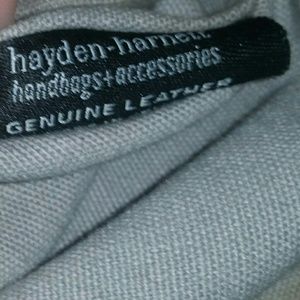 hayden-harnett
handbags+accessories
GENUINE LEATHER